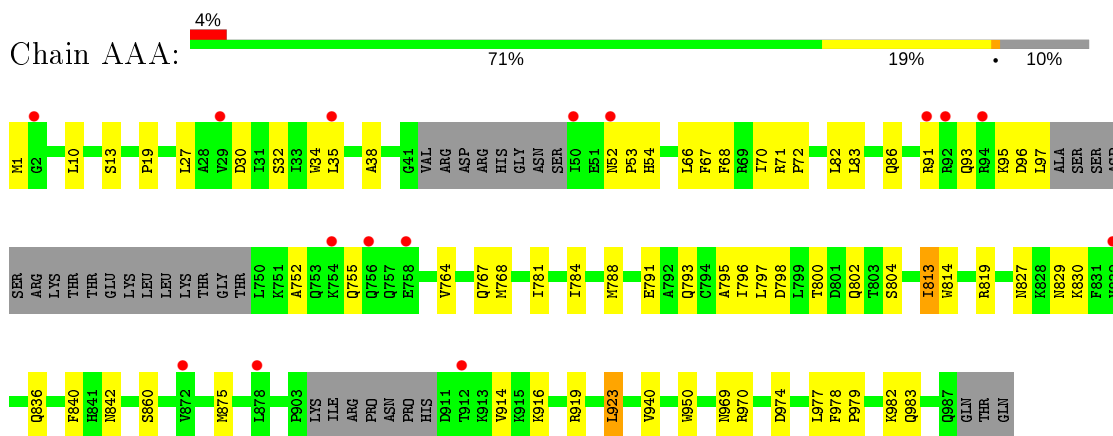 4%
Chain AAA:
71% 19% • 10%
M1 G2 L10 S13 P19 L27 A28 V29 D30 I31 S32 I33 W34 L35 A38 G41 VAL ARG ASP ARG HIS GLY ASN SER I50 E51 N52 P53 H54 L66 F67 F68 R69 I70 R71 P72 L82 L83 Q86 R91 R92 Q93 R94 K95 D96 L97 ALA SER SER ASP
SER ARG LYS THR THR GLU LYS LEU LEU LYS THR GLY THR L750 K751 A752 Q753 K754 Q755 Q756 Q757 E758 V764 Q767 M768 I781 I784 M788 E791 A792 Q793 C794 A795 I796 L797 D798 L799 T800 D801 Q802 T803 S804 I813 W814 R819 N827 K828 N829 K830 F831
Q836 F840 H841 N842 S860 V872 M875 L878 P903 LYS ILE ARG PRO ASN PRO HIS D911 T912 K913 V914 K915 K916 R919 L923 V940 W950 N969 R970 D974 L977 F978 P979 K982 Q983 Q987 GLN THR GLN